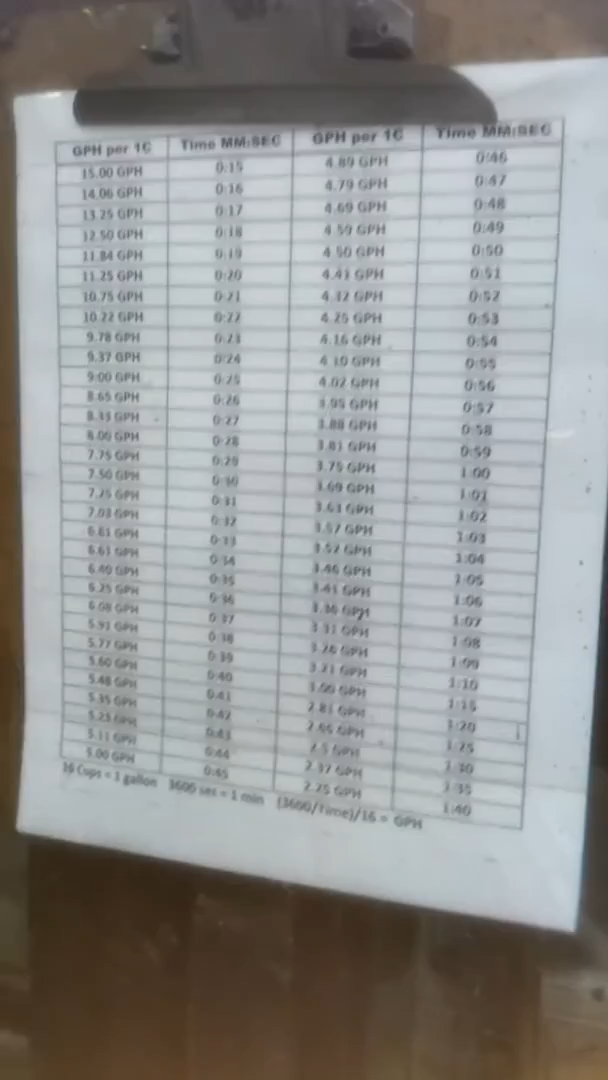 GPH per 1C Time MM:SEC GPH per 1C Time MM:SEC
15.00 GPH 0:15 4.89 GPH 0:46
14.06 GPH 0:16 4.79 GPH 0:47
13.25 GPH 0:17 4.69 GPH 0:48
12.50 GPH 0:18 4.59 GPH 0:49
11.84 GPH 0:19 4.50 GPH 0:50
11.25 GPH 0:20 4.41 GPH 0:51
10.75 GPH 0:21 4.32 GPH 0:52
10.22 GPH 0:22 4.25 GPH 0:53
9.78 GPH 0:23 4.16 GPH 0:54
9.37 GPH 0:24 4.10 GPH 0:55
9:00 GPH 0:25 4.02 GPH 0:56
8.65 GPH 0:26 3.95 GPH 0:57
8.33 GPH 0:27 3.88 GPH 0:58
8.00 GPH 0:28 3.81 GPH 0:59
7.75 GPH 0:29 3.75 GPH 1:00
7.50 GPH 0:30 3.69 GPH 1:01
7.25 GPH 0:31 3.63 GPH 1:02
7.03 GPH 0:32 3.57 GPH 1:03
6.81 GPH 0:33 3.52 GPH 1:04
6.61 GPH 0:34 3.46 GPH 1:05
6.40 GPH 0:35 3.41 GPH 1:06
6.25 GPH 0:36 3.36 GPH 1:07
6.08 GPH 0:37 3.31 GPH 1:08
5.91 GPH 0:38 3.26 GPH 1:09
5.77 GPH 0:39 3.21 GPH 1:10
5.60 GPH 0:40 3.00 GPH 1:15
5.48 GPH 0:41 2.81 GPH 1:20
5.35 GPH 0:42 2.66 GPH 1:25
5.23 GPH 0:43 2.5 GPH 1:30
5.11 GPH 0:44 2.37 GPH 1:35
5.00 GPH 0:45 2.25 GPH 1:40
16 Cups = 1 gallon 3600 sec = 1 min (3600/Time)/16 = GPH